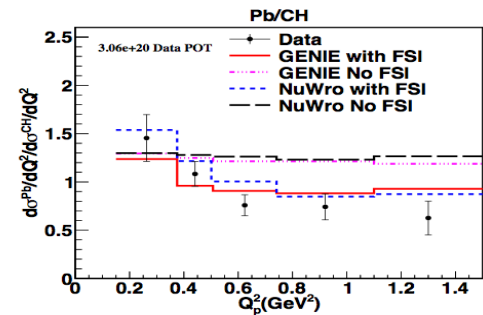 Pb/CH
3.06e+20 Data POT
Data
GENIE with FSI
GENIE No FSI
NuWro with FSI
NuWro No FSI
dσ^Pb/dQ²/dσ^CH/dQ²
2.5
2
1.5
1
0.5
0
0 0.2 0.4 0.6 0.8 1 1.2 1.4
Q²ₚ(GeV²)